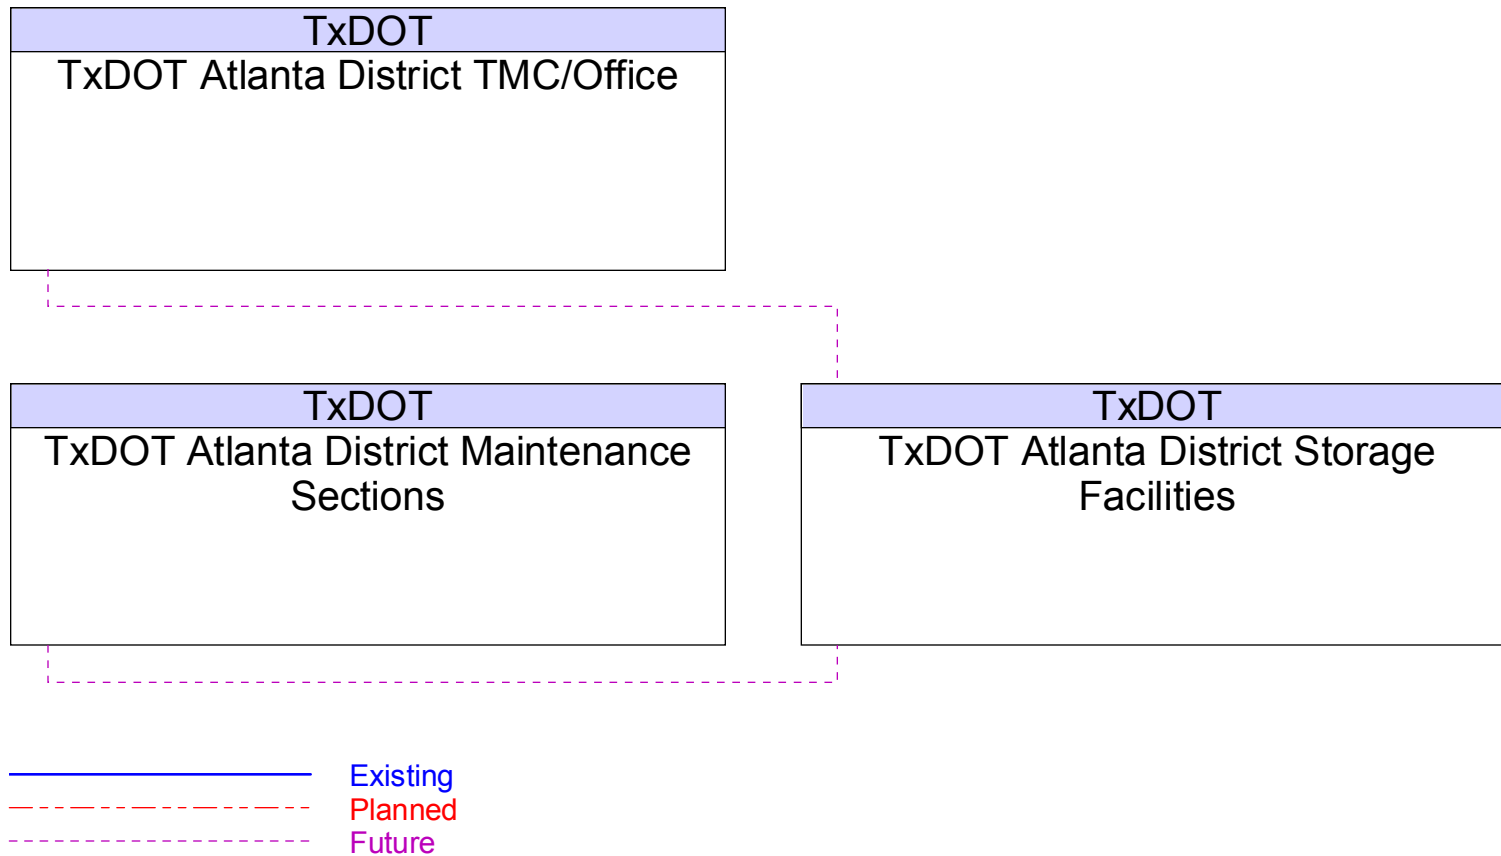 TxDOT
TxDOT Atlanta District TMC/Office
TxDOT
TxDOT Atlanta District Maintenance
Sections
TxDOT
TxDOT Atlanta District Storage
Facilities
Existing
Planned
Future